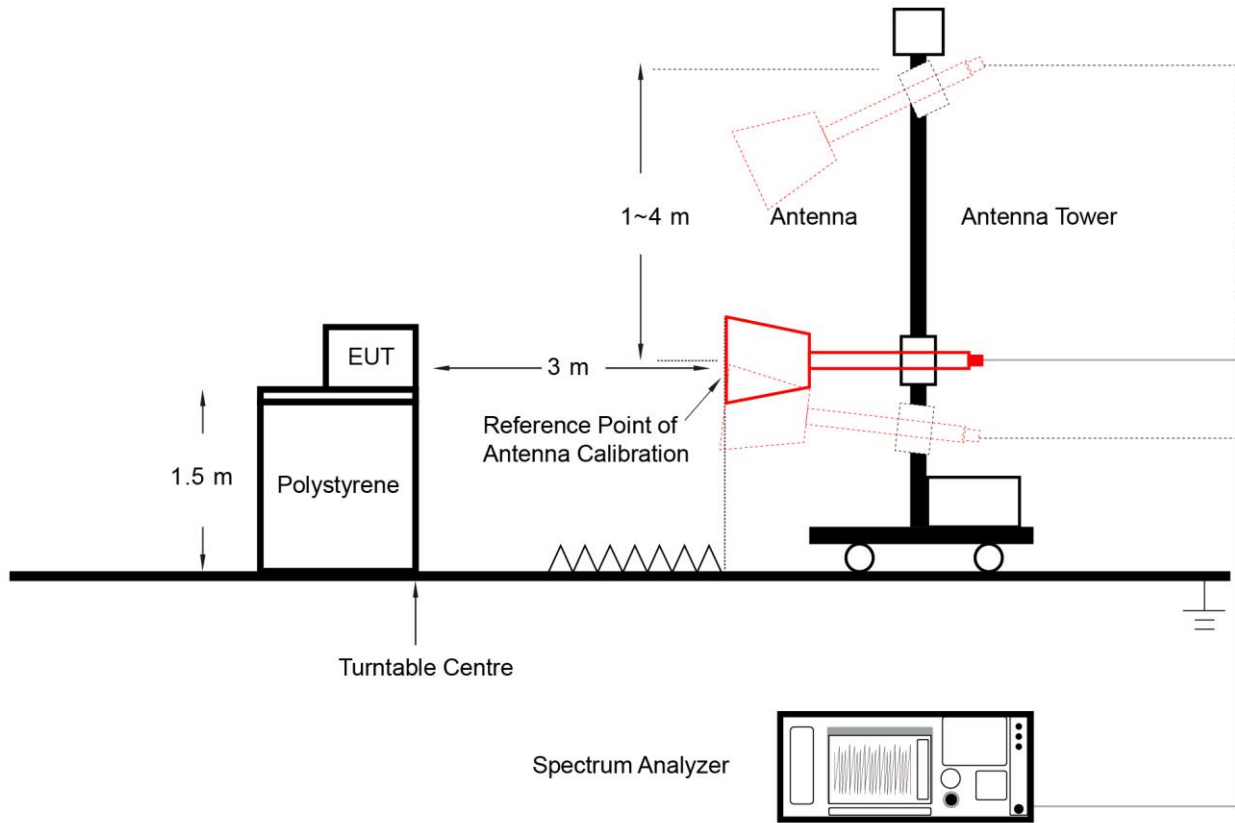 1~4 m
Antenna
Antenna Tower
EUT
3 m
Reference Point of
Antenna Calibration
1.5 m
Polystyrene
Turntable Centre
Spectrum Analyzer